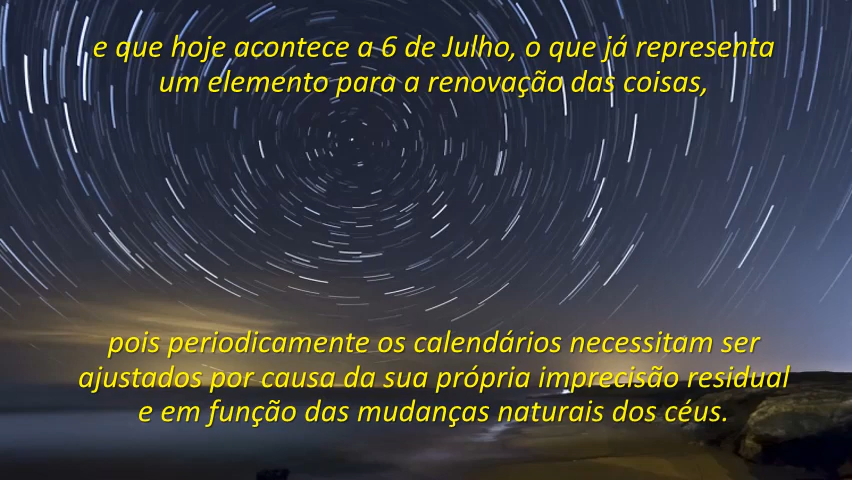 e que hoje acontece a 6 de Julho, o que já representa
um elemento para a renovação das coisas,
pois periodicamente os calendários necessitam ser
ajustados por causa da sua própria imprecisão residual
e em função das mudanças naturais dos céus.